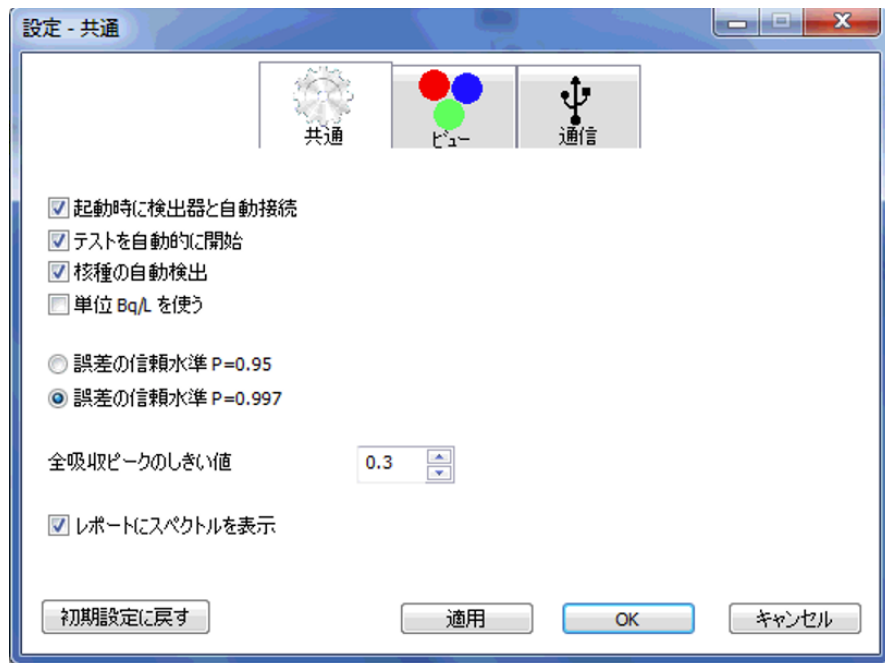 設定 - 共通
共通
ビュー
通信
起動時に検出器と自動接続
テストを自動的に開始
核種の自動検出
単位 Bq/L を使う
誤差の信頼水準 P=0.95
誤差の信頼水準 P=0.997
全吸収ピークのしきい値 0.3
レポートにスペクトルを表示
初期設定に戻す 適用 OK キャンセル